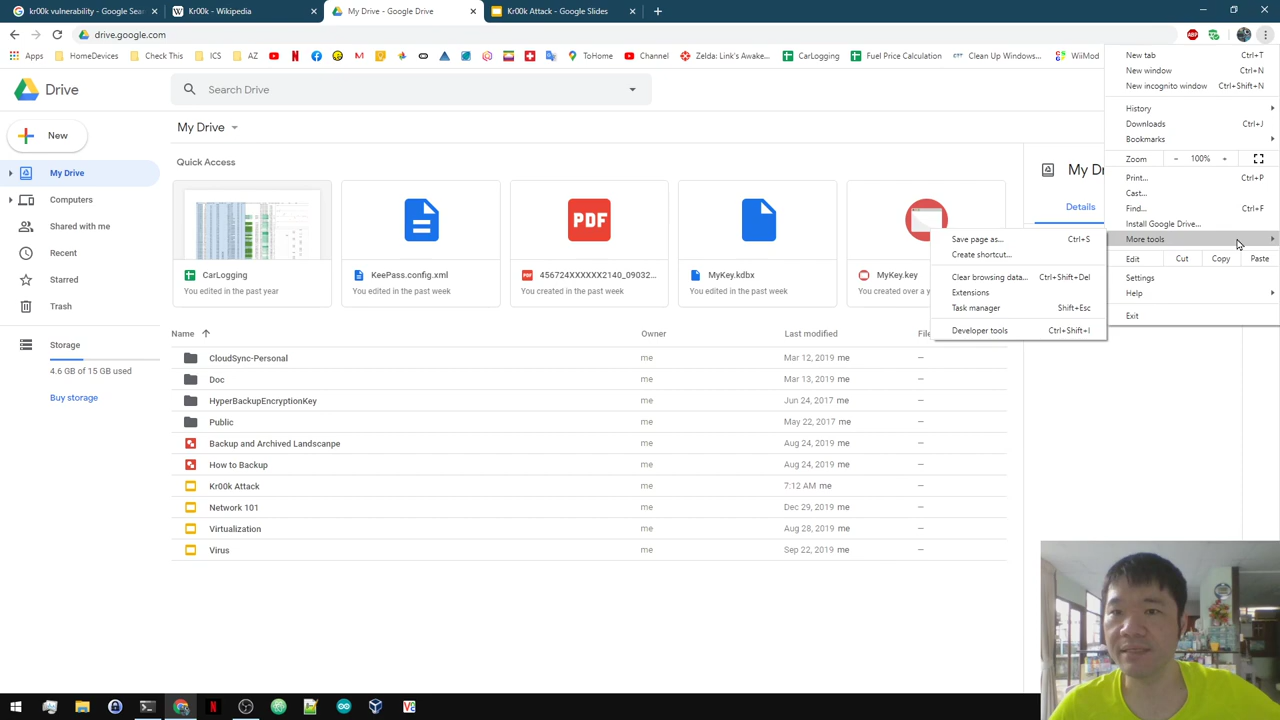 kr00k vulnerability - Google Sea
Kr00k - Wikipedia
My Drive - Google Drive
Kr00k Attack - Google Slides
drive.google.com
Apps
HomeDevices
Check This
ICS
AZ
ToHome
Channel
Zelda: Link's Awake...
CarLogging
Fuel Price Calculation
Clean Up Window...
WiiMod
Drive
Search Drive
New
My Drive
Computers
Shared with me
Recent
Starred
Trash
Storage
4.6 GB of 15 GB used
Buy storage
My Drive
Quick Access
CarLogging
You edited in the past year
KeePass.config.xml
You edited in the past week
PDF
456724XXXXXX2140_09032...
You created in the past week
MyKey.kdbx
You edited in the past week
MyKey.key
You created over a y
Name Owner Last modified File
CloudSync-Personal me Mar 12, 2019 me –
Doc me Mar 13, 2019 me –
HyperBackupEncryptionKey me Jun 24, 2017 me –
Public me May 22, 2017 me –
Backup and Archived Landscanpe me Aug 24, 2019 me –
How to Backup me Aug 24, 2019 me –
Kr00k Attack me 7:12 AM me –
Network 101 me Dec 29, 2019 me –
Virtualization me Aug 28, 2019 me –
Virus me Sep 22, 2019 me –
My Dr
Details
New tab Ctrl+T
New window Ctrl+N
New incognito window Ctrl+Shift+N
History
Downloads Ctrl+J
Bookmarks
Zoom - 100% +
Print... Ctrl+P
Cast...
Find... Ctrl+F
Install Google Drive...
More tools
Edit Cut Copy Paste
Settings
Help
Exit
Save page as... Ctrl+S
Create shortcut...
Clear browsing data... Ctrl+Shift+Del
Extensions
Task manager Shift+Esc
Developer tools Ctrl+Shift+I